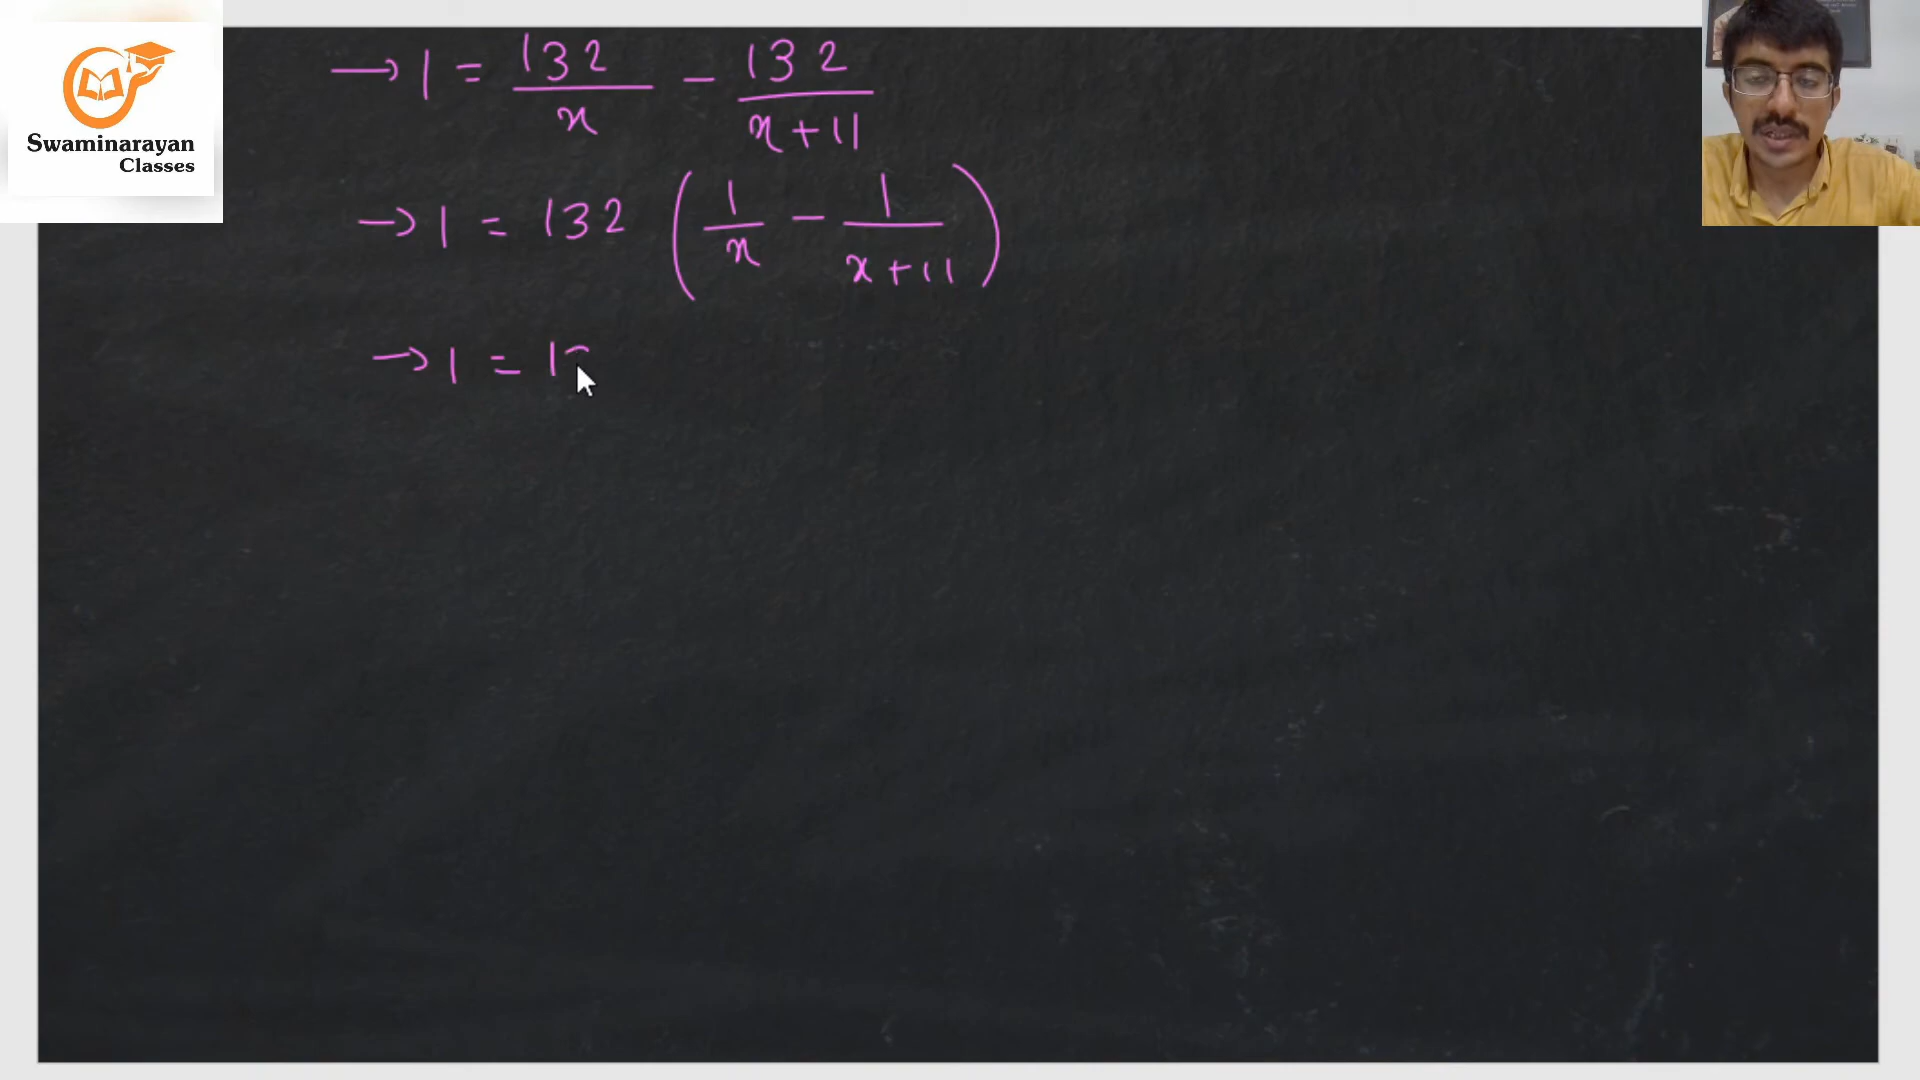 Swaminarayan
Classes
→ 1 = 132/x - 132/x+11
→ 1 = 132 (1/x - 1/x+11)
→ 1 = 1